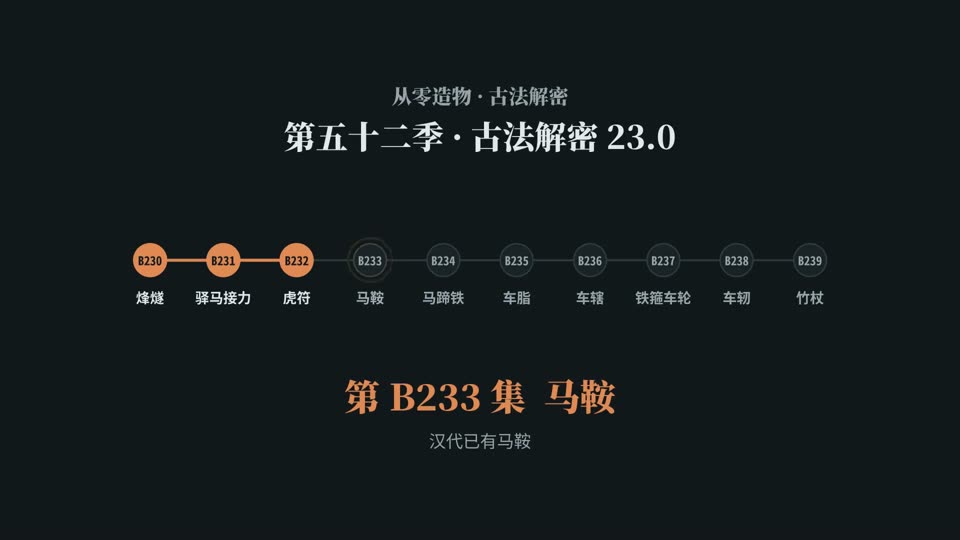 从零造物 · 古法解密
第五十二季 · 古法解密 23.0
B230 B231 B232 B233 B234 B235 B236 B237 B238 B239
烽燧 驿马接力 虎符 马鞍 马蹄铁 车脂 车辖 铁箍车轮 车轫 竹杖
第 B233 集 马鞍
汉代已有马鞍